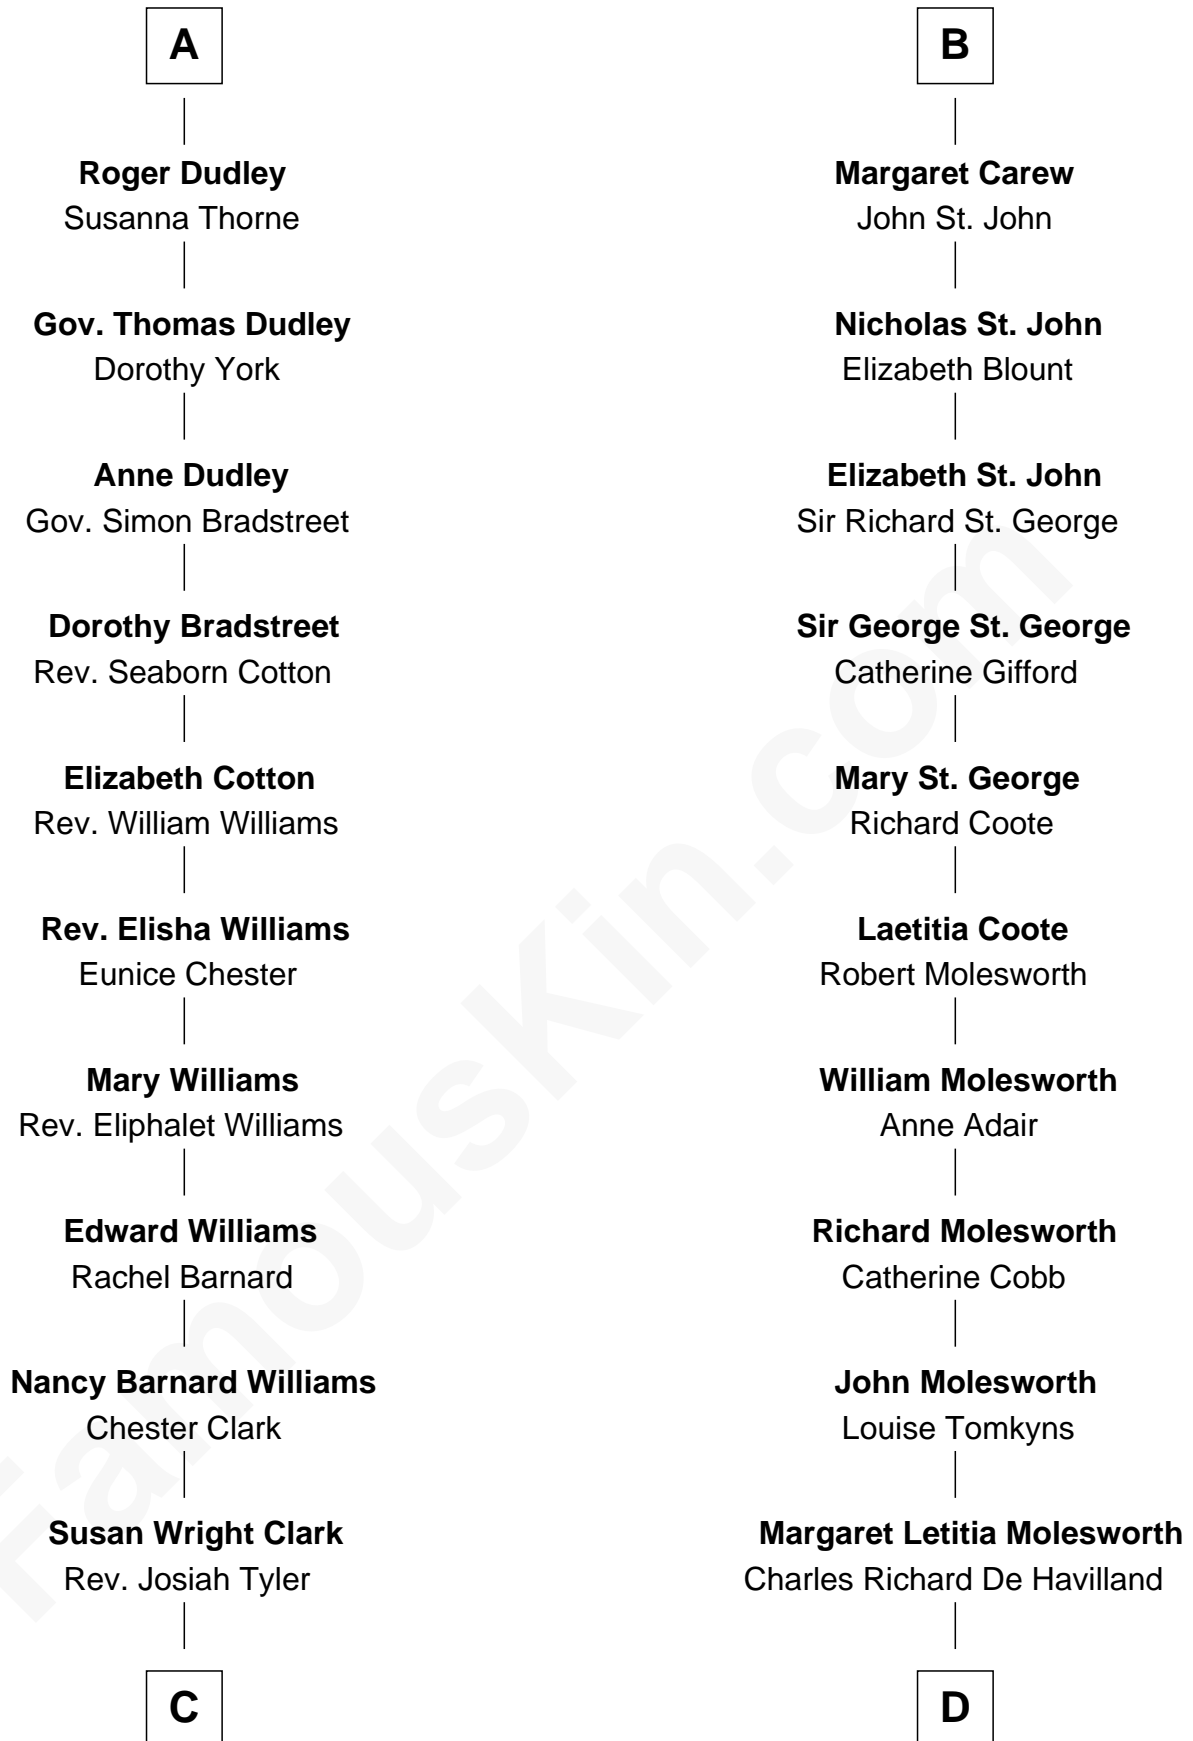 A
Roger Dudley
Susanna Thorne
Gov. Thomas Dudley
Dorothy York
Anne Dudley
Gov. Simon Bradstreet
Dorothy Bradstreet
Rev. Seaborn Cotton
Elizabeth Cotton
Rev. William Williams
Rev. Elisha Williams
Eunice Chester
Mary Williams
Rev. Eliphalet Williams
Edward Williams
Rachel Barnard
Nancy Barnard Williams
Chester Clark
Susan Wright Clark
Rev. Josiah Tyler
C
B
Margaret Carew
John St. John
Nicholas St. John
Elizabeth Blount
Elizabeth St. John
Sir Richard St. George
Sir George St. George
Catherine Gifford
Mary St. George
Richard Coote
Laetitia Coote
Robert Molesworth
William Molesworth
Anne Adair
Richard Molesworth
Catherine Cobb
John Molesworth
Louise Tomkyns
Margaret Letitia Molesworth
Charles Richard De Havilland
D
FamousKin.com